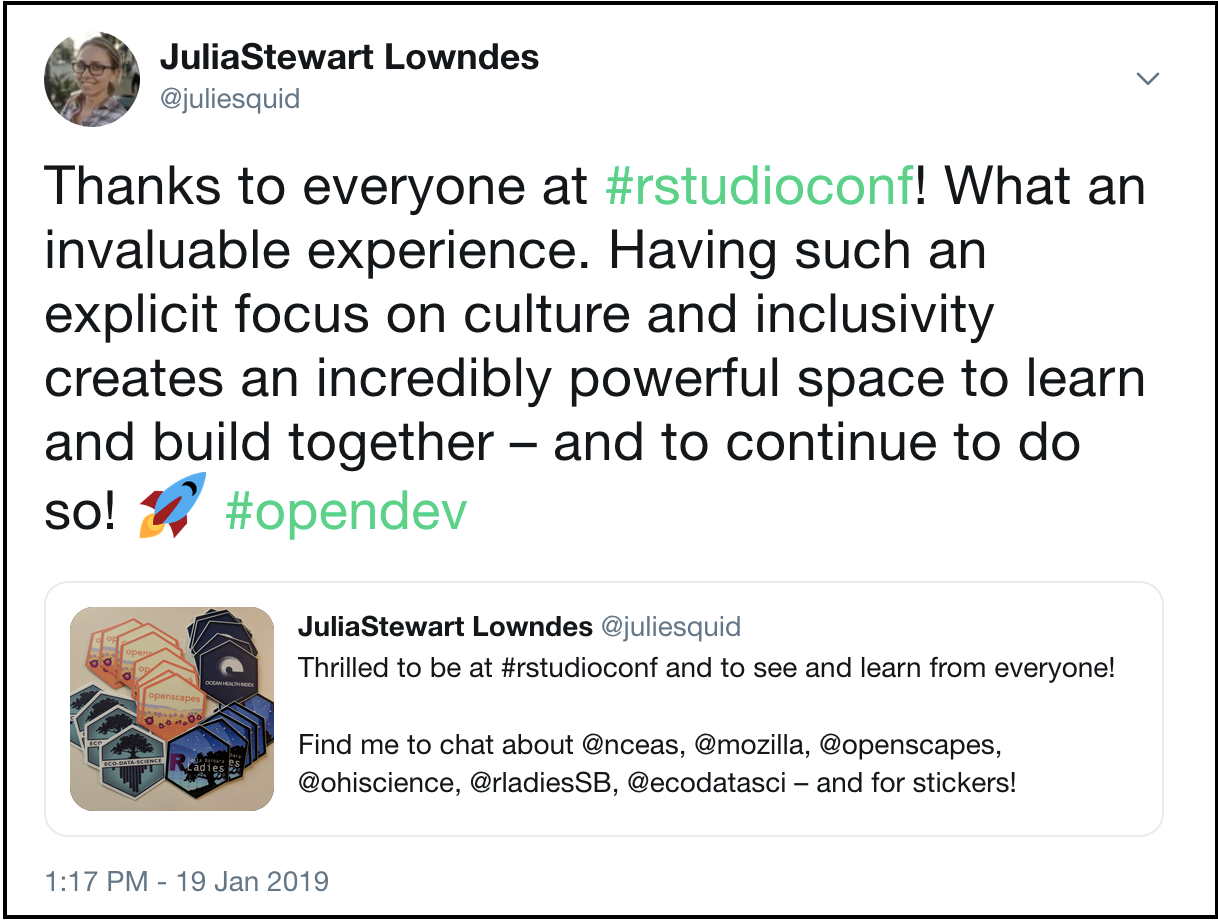 JuliaStewart Lowndes
@juliesquid
Thanks to everyone at #rstudioconf! What an
invaluable experience. Having such an
explicit focus on culture and inclusivity
creates an incredibly powerful space to learn
and build together – and to continue to do
so! 🚀 #opendev
JuliaStewart Lowndes @juliesquid
Thrilled to be at #rstudioconf and to see and learn from everyone!
Find me to chat about @nceas, @mozilla, @openscapes,
@ohiscience, @rladiesSB, @ecodatasci – and for stickers!
open
openscapes
OCEAN HEALTH INDEX
ECO-DATA-SCIENCE
R Ladies
1:17 PM - 19 Jan 2019